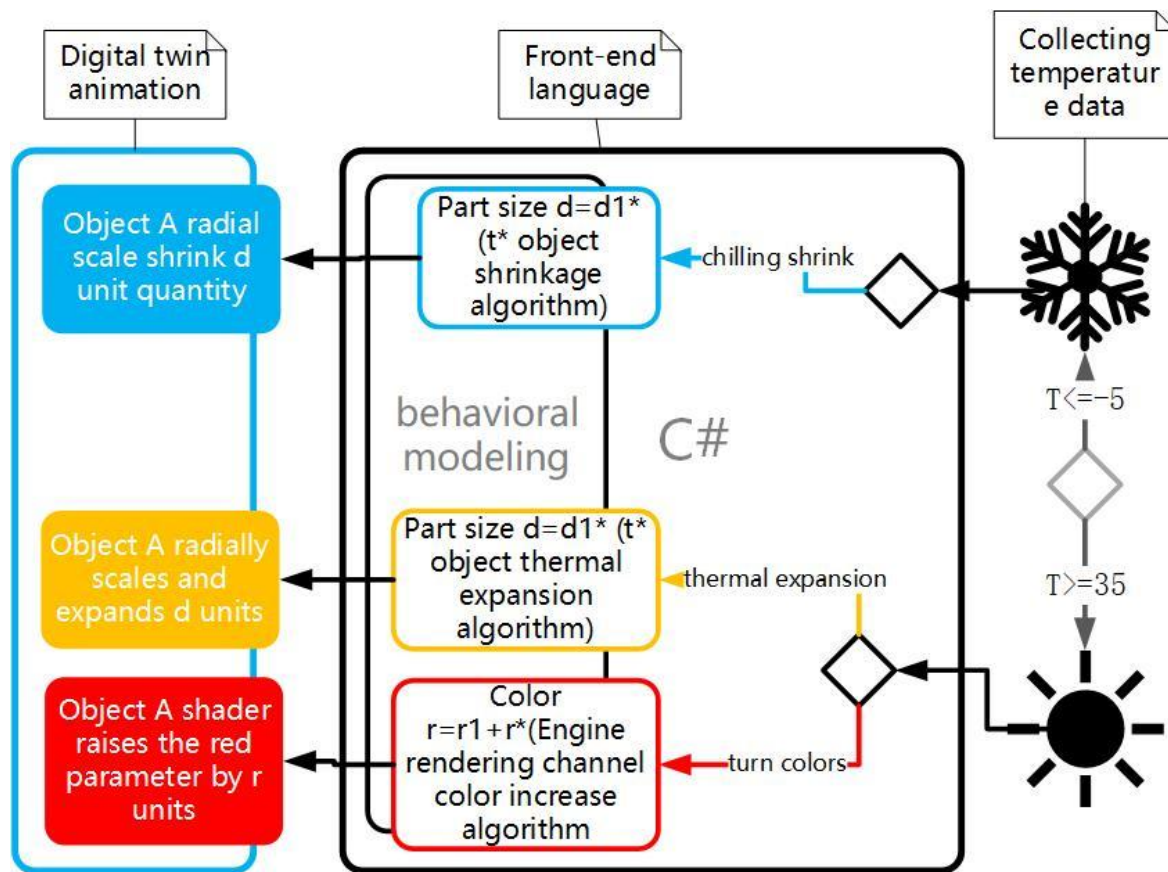 Digital twin
animation
Front-end
language
Collecting
temperatur
e data
Object A radial
scale shrink d
unit quantity
Part size d=d1*
(t* object
shrinkage
algorithm)
chilling shrink
T<=-5
behavioral
modeling
C#
Object A radially
scales and
expands d units
Part size d=d1* (t*
object thermal
expansion
algorithm)
thermal expansion
T>=35
Object A shader
raises the red
parameter by r
units
Color
r=r1+r*(Engine
rendering channel
color increase
algorithm
turn colors